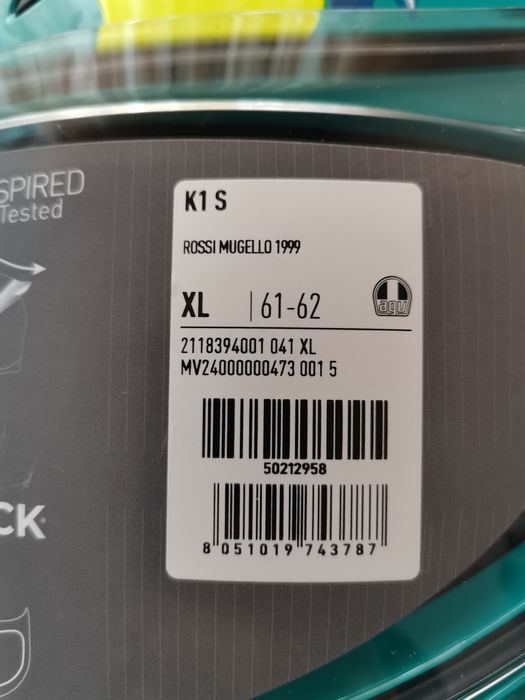 SPIRED
Tested
K1 S
ROSSI MUGELLO 1999
XL | 61-62
agv
2118394001 041 XL
MV24000000473 001 5
50212958
CK
8 051019 743787